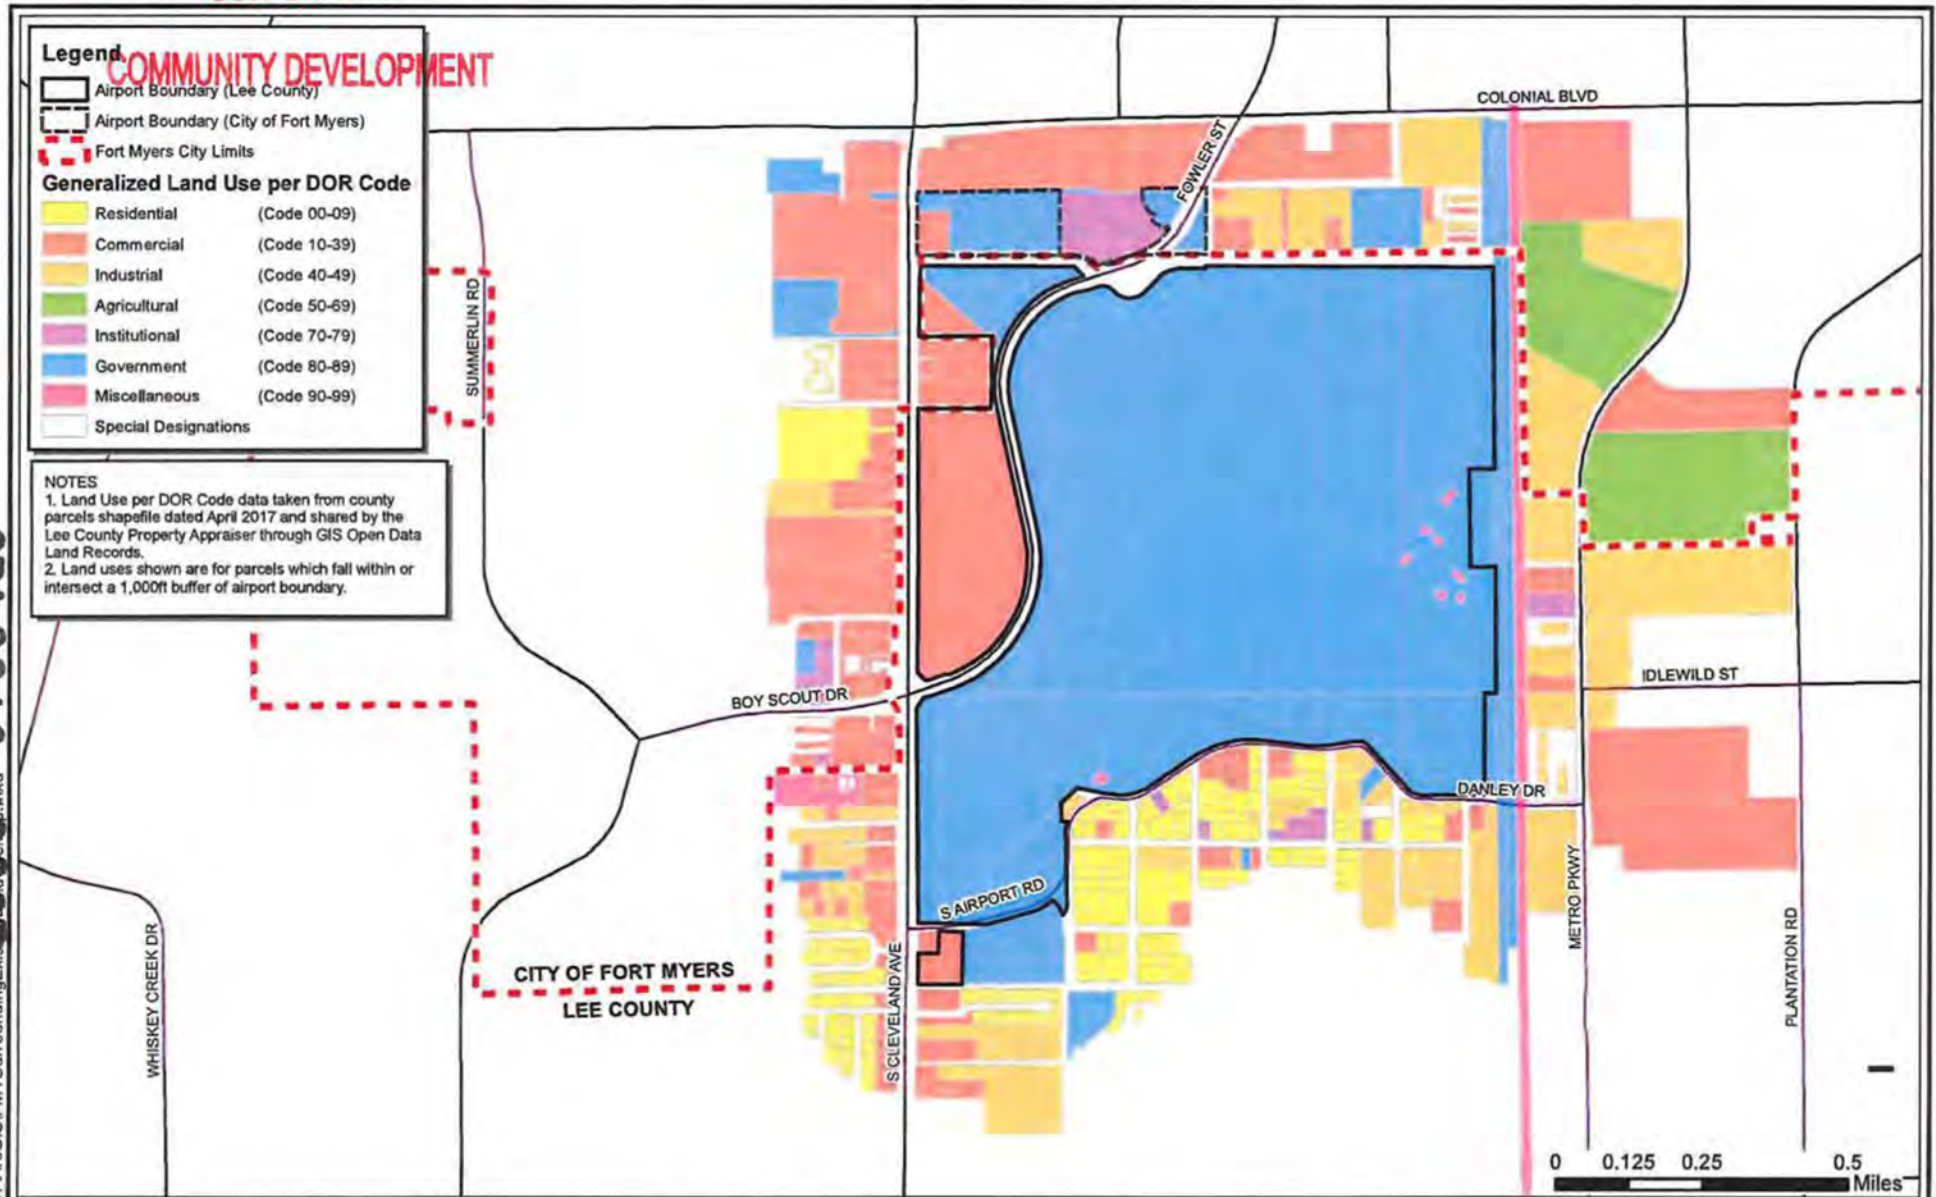 COMMUNITY DEVELOPMENT
Legend
Airport Boundary (Lee County)
Airport Boundary (City of Fort Myers)
Fort Myers City Limits
Generalized Land Use per DOR Code
Residential (Code 00-09)
Commercial (Code 10-39)
Industrial (Code 40-49)
Agricultural (Code 50-69)
Institutional (Code 70-79)
Government (Code 80-89)
Miscellaneous (Code 90-99)
Special Designations
NOTES
1. Land Use per DOR Code data taken from county
parcels shapefile dated April 2017 and shared by the
Lee County Property Appraiser through GIS Open Data
Land Records.
2. Land uses shown are for parcels which fall within or
intersect a 1,000ft buffer of airport boundary.
COLONIAL BLVD
FOWLER ST
SUMMERLIN RD
BOY SCOUT DR
IDLEWILD ST
DANLEY DR
S AIRPORT RD
METRO PKWY
PLANTATION RD
WHISKEY CREEK DR
S CLEVELAND AVE
CITY OF FORT MYERS
LEE COUNTY
0 0.125 0.25 0.5
Miles